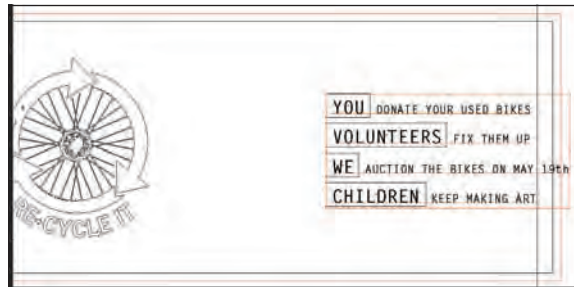 YOU DONATE YOUR USED BIKES
VOLUNTEERS FIX THEM UP
WE AUCTION THE BIKES ON MAY 19th
CHILDREN KEEP MAKING ART
RE•CYCLE IT